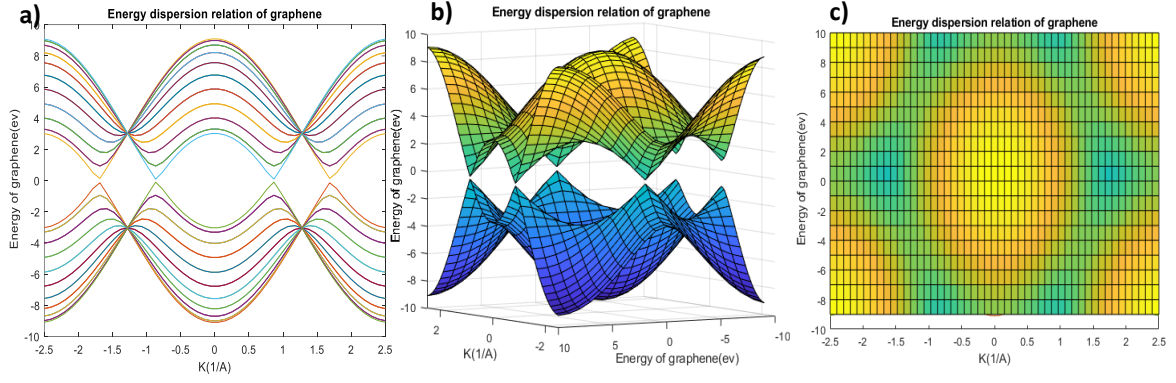 a)
Energy dispersion relation of graphene
Energy of graphene(ev)
10
8
6
4
2
0
-2
-4
-6
-8
-10
-2.5 -2 -1.5 -1 -0.5 0 0.5 1 1.5 2 2.5
K(1/A)
b)
Energy dispersion relation of graphene
Energy of graphene(ev)
10
8
6
4
2
0
-2
-4
-6
-8
-10
2 0 -2
K(1/A)
10 5 0 -5 -10
Energy of graphene(ev)
c)
Energy dispersion relation of graphene
Energy of graphene(ev)
10
8
6
4
2
0
-2
-4
-6
-8
-10
-2.5 -2 -1.5 -1 -0.5 0 0.5 1 1.5 2 2.5
K(1/A)